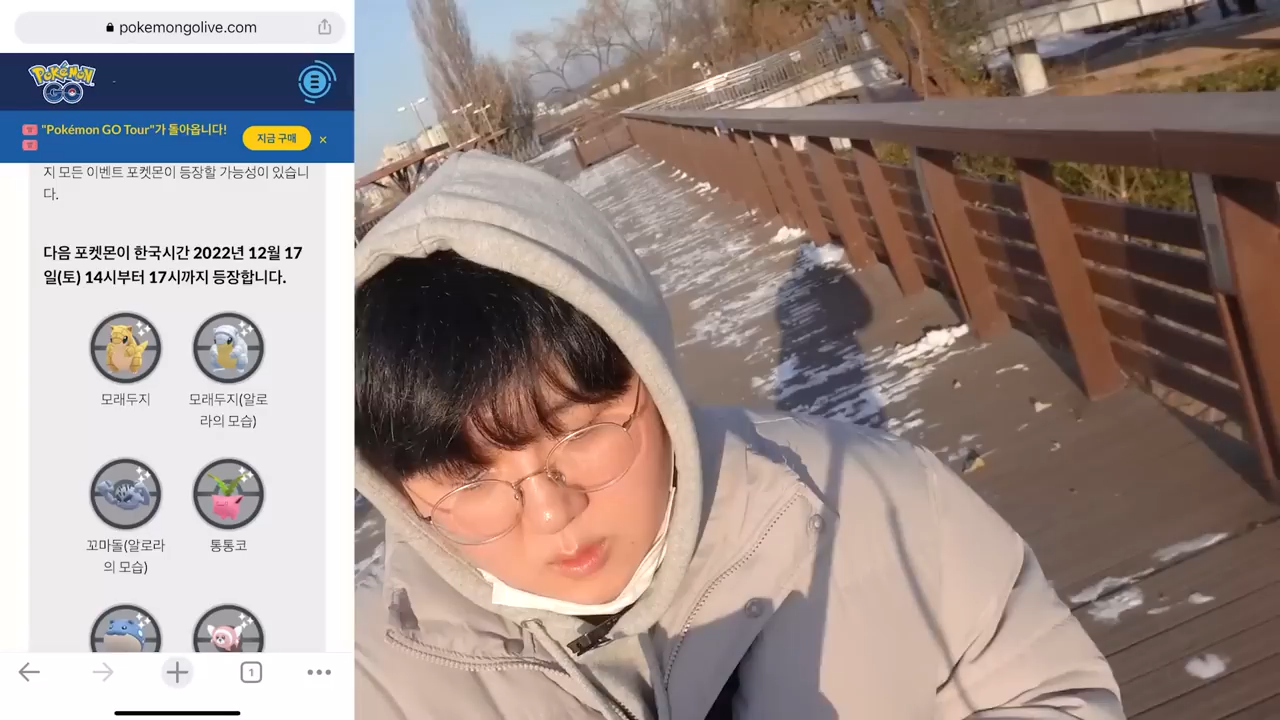 pokemongolive.com
POKÉMON
GO
"Pokémon GO Tour"가 돌아옵니다!
지금 구매
×
지 모든 이벤트 포켓몬이 등장할 가능성이 있습니
다.
다음 포켓몬이 한국시간 2022년 12월 17
일(토) 14시부터 17시까지 등장합니다.
모래두지
모래두지(알로
라의 모습)
꼬마돌(알로라
의 모습)
통통코
1